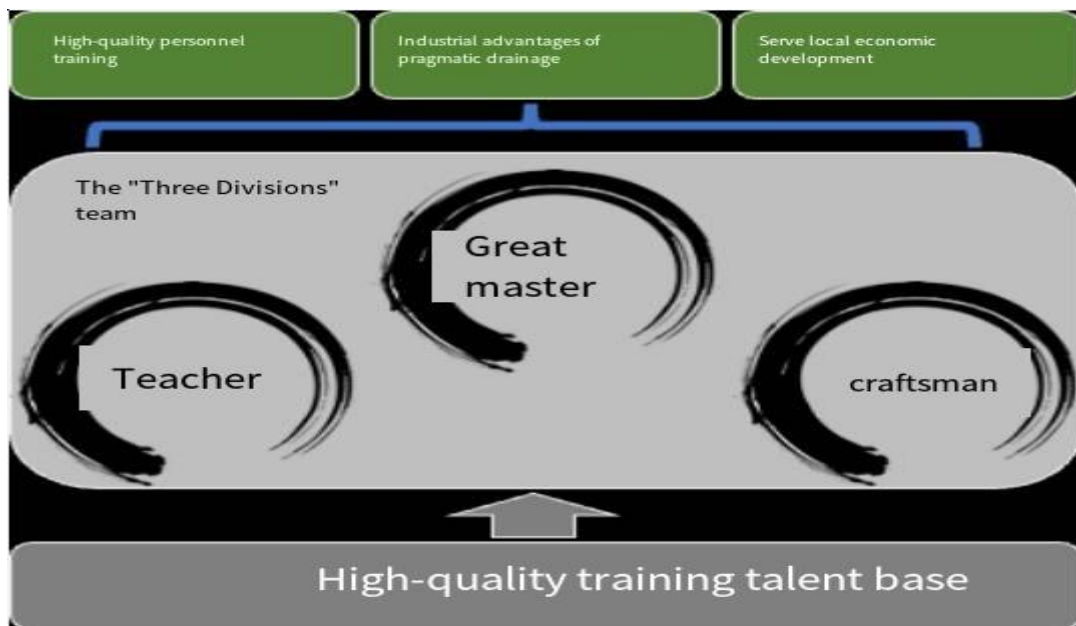 High-quality personnel
training
Industrial advantages of
pragmatic drainage
Serve local economic
development
The "Three Divisions"
team
Great
master
Teacher
craftsman
High-quality training talent base